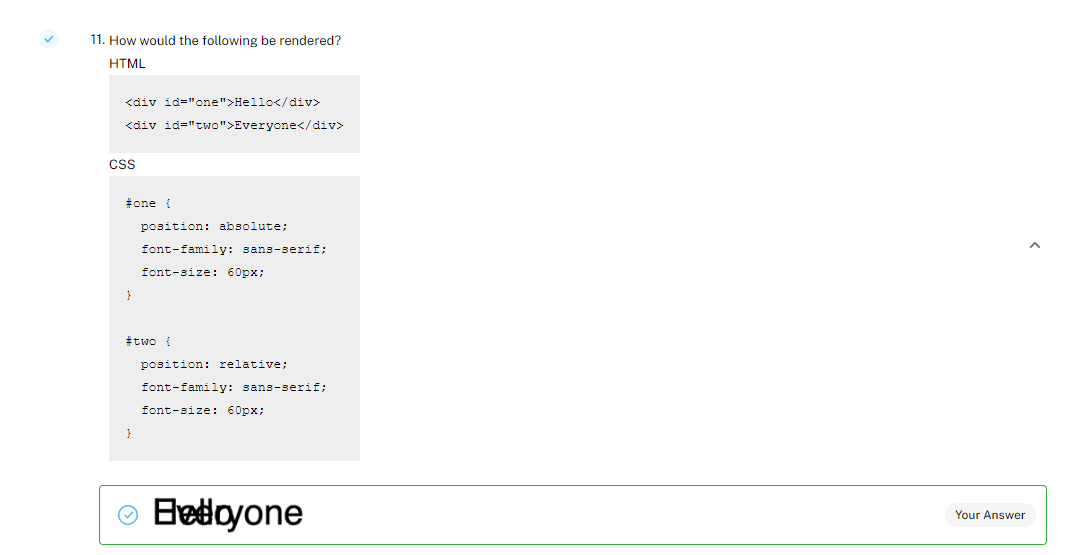 11. How would the following be rendered?
HTML
<div id="one">Hello</div>
<div id="two">Everyone</div>
CSS
#one {
  position: absolute;
  font-family: sans-serif;
  font-size: 60px;
}
#two {
  position: relative;
  font-family: sans-serif;
  font-size: 60px;
}
Hello
Everyone
Your Answer